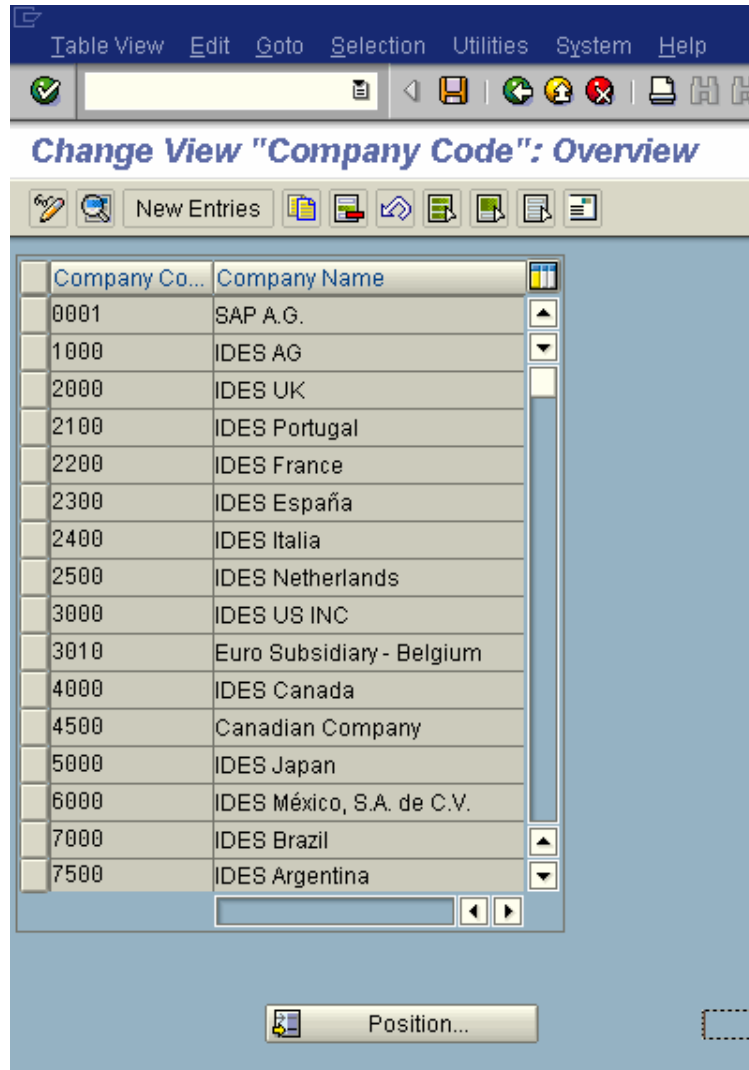 Table View Edit Goto Selection Utilities System Help
Change View "Company Code": Overview
New Entries
Company Co... Company Name
0001 SAP A.G.
1000 IDES AG
2000 IDES UK
2100 IDES Portugal
2200 IDES France
2300 IDES España
2400 IDES Italia
2500 IDES Netherlands
3000 IDES US INC
3010 Euro Subsidiary - Belgium
4000 IDES Canada
4500 Canadian Company
5000 IDES Japan
6000 IDES México, S.A. de C.V.
7000 IDES Brazil
7500 IDES Argentina
Position...